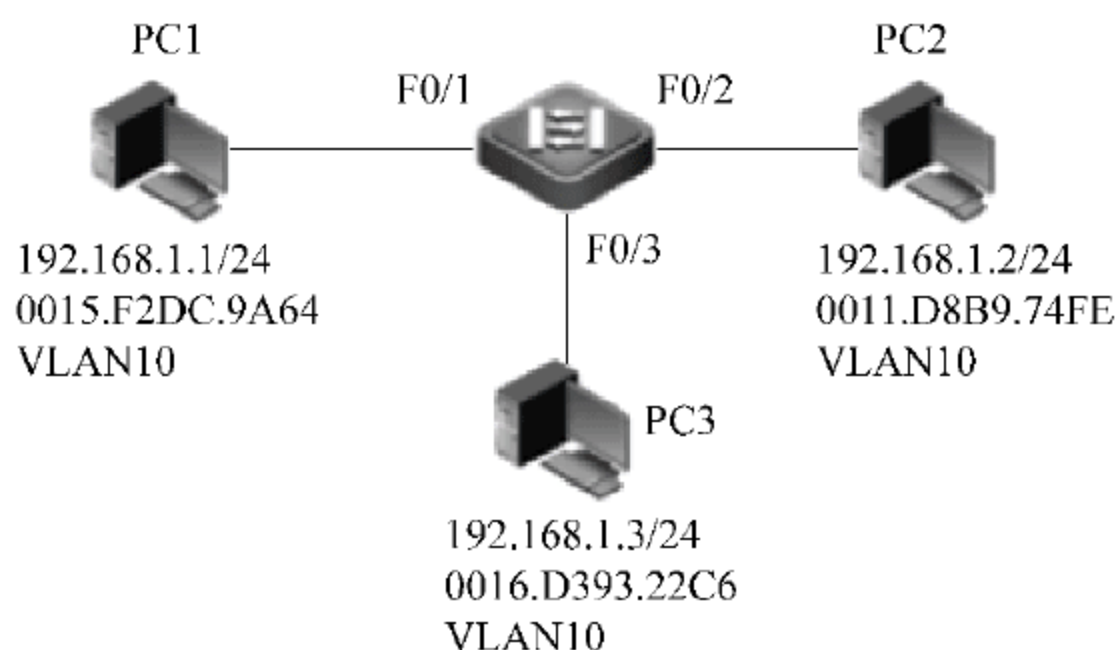 PC1
PC2
F0/1
F0/2
192.168.1.1/24
0015.F2DC.9A64
VLAN10
F0/3
192.168.1.2/24
0011.D8B9.74FE
VLAN10
PC3
192.168.1.3/24
0016.D393.22C6
VLAN10